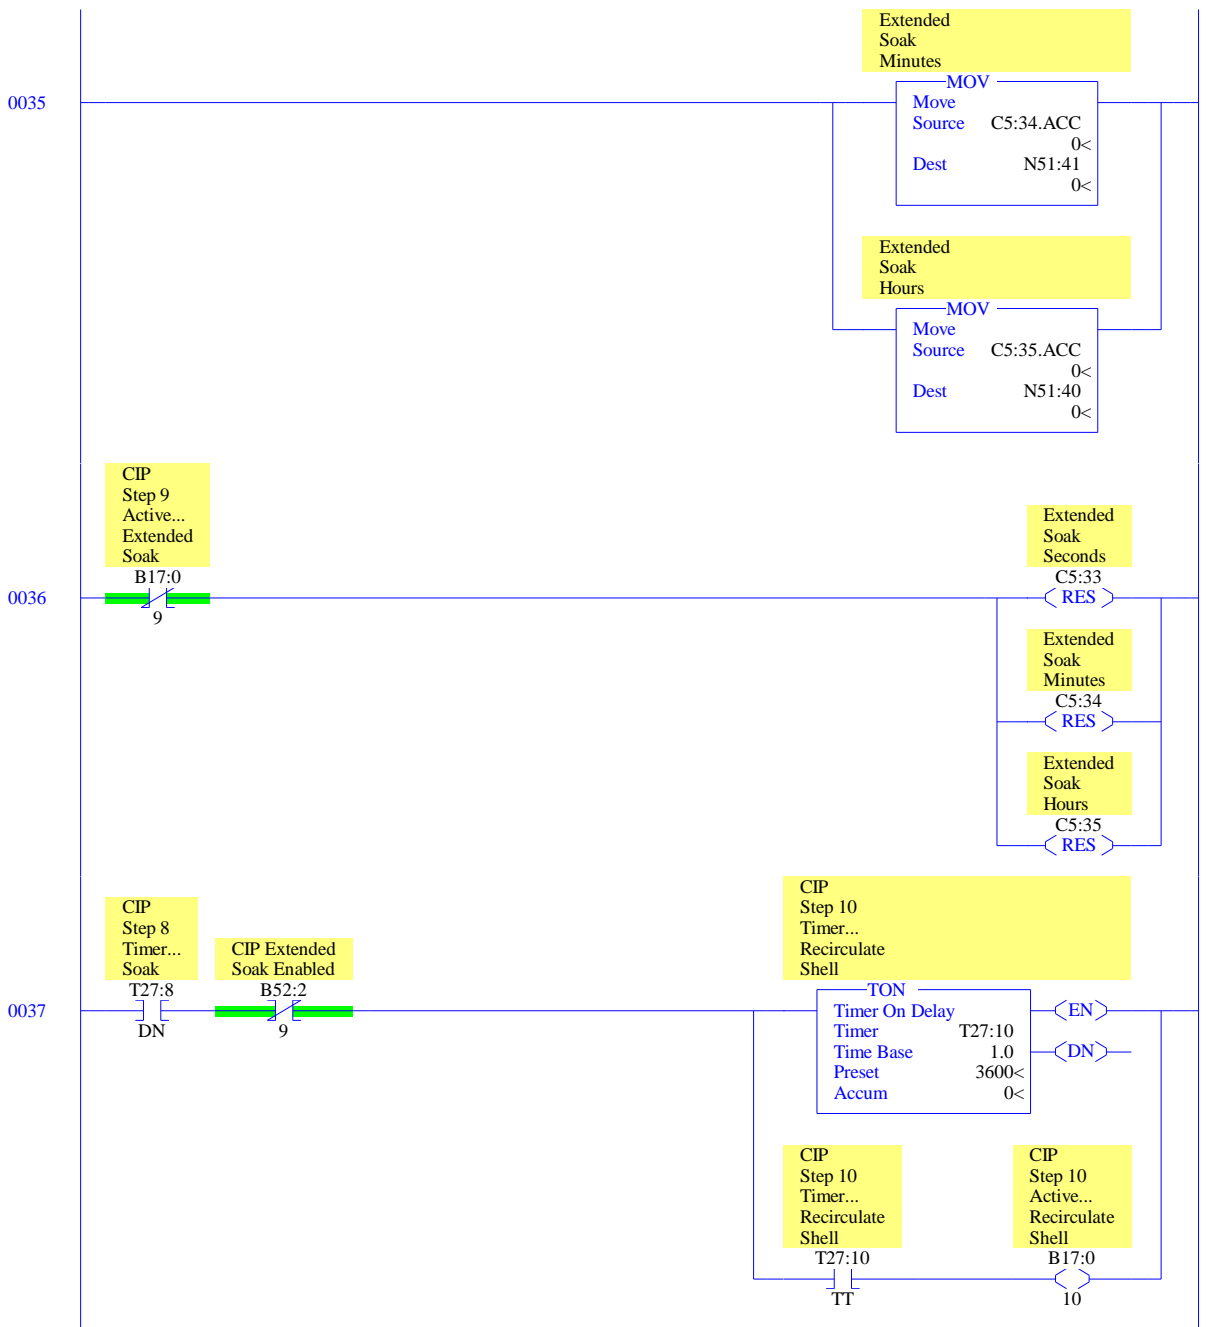 Extended
Soak
Minutes
MOV
0035
Move
Source C5:34.ACC
0<
Dest N51:41
0<
Extended
Soak
Hours
MOV
Move
Source C5:35.ACC
0<
Dest N51:40
0<
CIP
Step 9
Active...
Extended
Soak
B17:0
9
0036
Extended
Soak
Seconds
C5:33
RES
Extended
Soak
Minutes
C5:34
RES
Extended
Soak
Hours
C5:35
RES
0037
CIP
Step 8
Timer...
Soak
T27:8
DN
CIP Extended
Soak Enabled
B52:2
9
CIP
Step 10
Timer...
Recirculate
Shell
TON
Timer On Delay
Timer T27:10
Time Base 1.0
Preset 3600<
Accum 0<
EN
DN
CIP
Step 10
Timer...
Recirculate
Shell
T27:10
TT
CIP
Step 10
Active...
Recirculate
Shell
B17:0
10